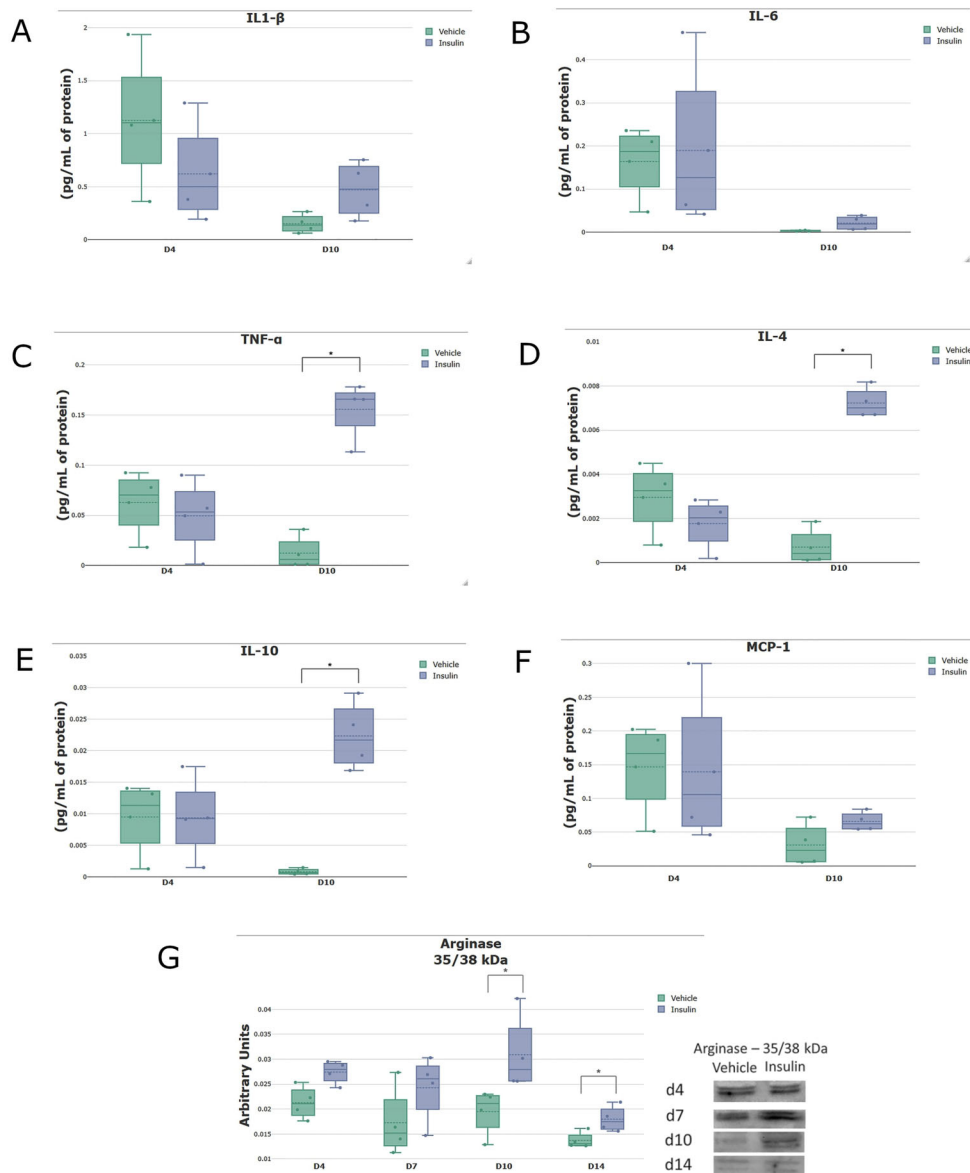 A
IL1-β
Vehicle
Insulin
(pg/mL of protein)
2
1.5
1
0.5
0
D4
D10
B
IL-6
Vehicle
Insulin
(pg/mL of protein)
0.4
0.3
0.2
0.1
0
D4
D10
C
TNF-α
Vehicle
Insulin
*
(pg/mL of protein)
0.2
0.15
0.1
0.05
0
D4
D10
D
IL-4
Vehicle
Insulin
*
(pg/mL of protein)
0.01
0.008
0.006
0.004
0.002
0
D4
D10
E
IL-10
Vehicle
Insulin
*
(pg/mL of protein)
0.035
0.03
0.025
0.02
0.015
0.01
0.005
0
D4
D10
F
MCP-1
Vehicle
Insulin
(pg/mL of protein)
0.3
0.25
0.2
0.15
0.1
0.05
0
D4
D10
G
Arginase
35/38 kDa
Vehicle
Insulin
*
*
Arbitrary Units
0.04
0.035
0.03
0.025
0.02
0.015
0.01
D4
D7
D10
D14
Arginase – 35/38 kDa
Vehicle Insulin
d4
d7
d10
d14